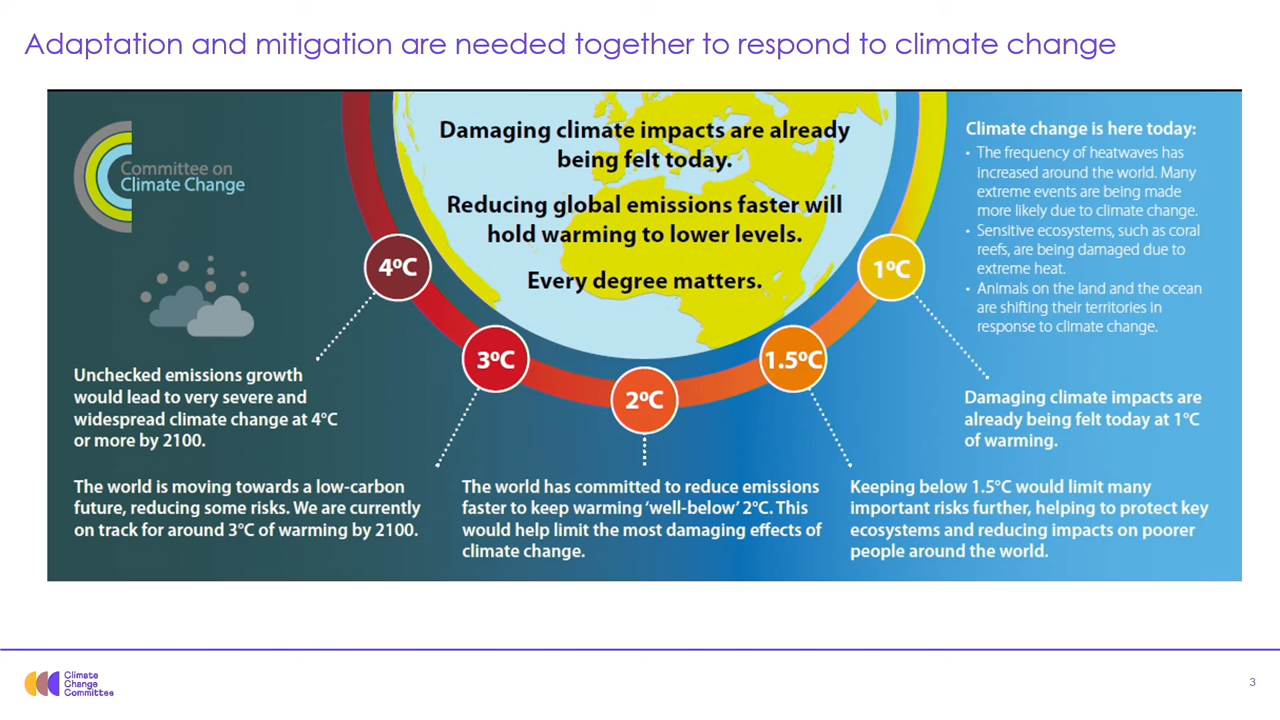 Adaptation and mitigation are needed together to respond to climate change
Committee on
Climate Change
Damaging climate impacts are already
being felt today.
Reducing global emissions faster will
hold warming to lower levels.
Every degree matters.
Climate change is here today:
• The frequency of heatwaves has
increased around the world. Many
extreme events are being made
more likely due to climate change.
• Sensitive ecosystems, such as coral
reefs, are being damaged due to
extreme heat.
• Animals on the land and the ocean
are shifting their territories in
response to climate change.
4ºC
3ºC
2ºC
1.5ºC
1ºC
Unchecked emissions growth
would lead to very severe and
widespread climate change at 4°C
or more by 2100.
The world is moving towards a low-carbon
future, reducing some risks. We are currently
on track for around 3°C of warming by 2100.
The world has committed to reduce emissions
faster to keep warming ‘well-below’ 2°C. This
would help limit the most damaging effects of
climate change.
Keeping below 1.5°C would limit many
important risks further, helping to protect key
ecosystems and reducing impacts on poorer
people around the world.
Damaging climate impacts are
already being felt today at 1°C
of warming.
Climate
Change
Committee
3